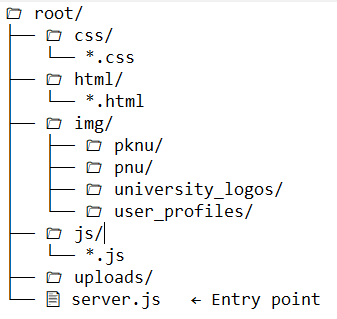 root/
├── css/
│   └── *.css
├── html/
│   └── *.html
├── img/
│   ├── pknu/
│   ├── pnu/
│   ├── university_logos/
│   └── user_profiles/
├── js/
│   └── *.js
├── uploads/
└── server.js   ← Entry point